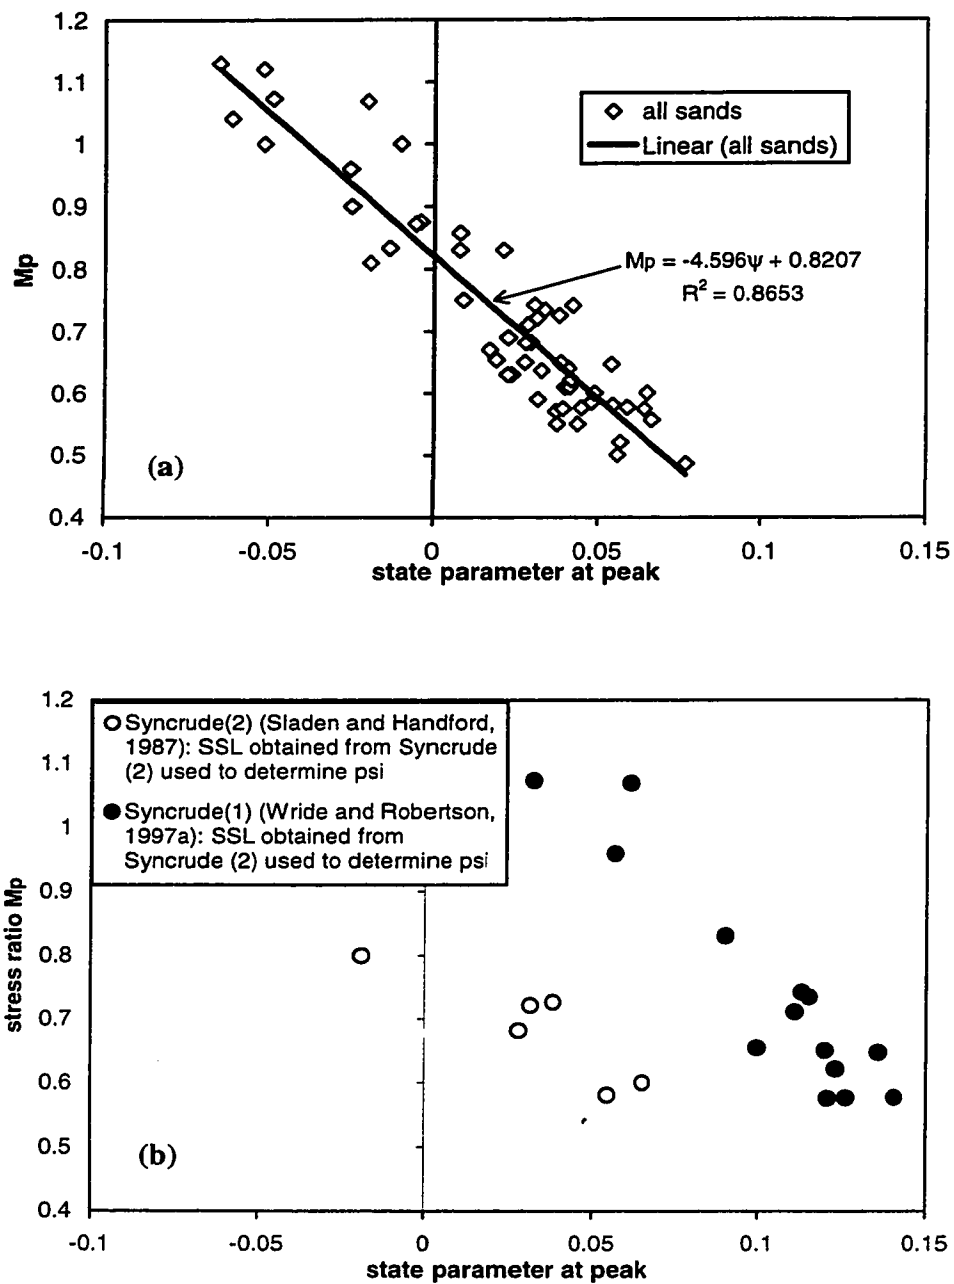 1.2
1.1
1
0.9
0.8
0.7
0.6
0.5
0.4
Mp
all sands
Linear (all sands)
Mp = -4.596ψ + 0.8207
R² = 0.8653
(a)
-0.1 -0.05 0 0.05 0.1 0.15
state parameter at peak
1.2
1.1
1
0.9
0.8
0.7
0.6
0.5
0.4
stress ratio Mp
Syncrude(2) (Sladen and Handford,
1987): SSL obtained from Syncrude
(2) used to determine psi
Syncrude(1) (Wride and Robertson,
1997a): SSL obtained from
Syncrude (2) used to determine psi
(b)
-0.1 -0.05 0 0.05 0.1 0.15
state parameter at peak